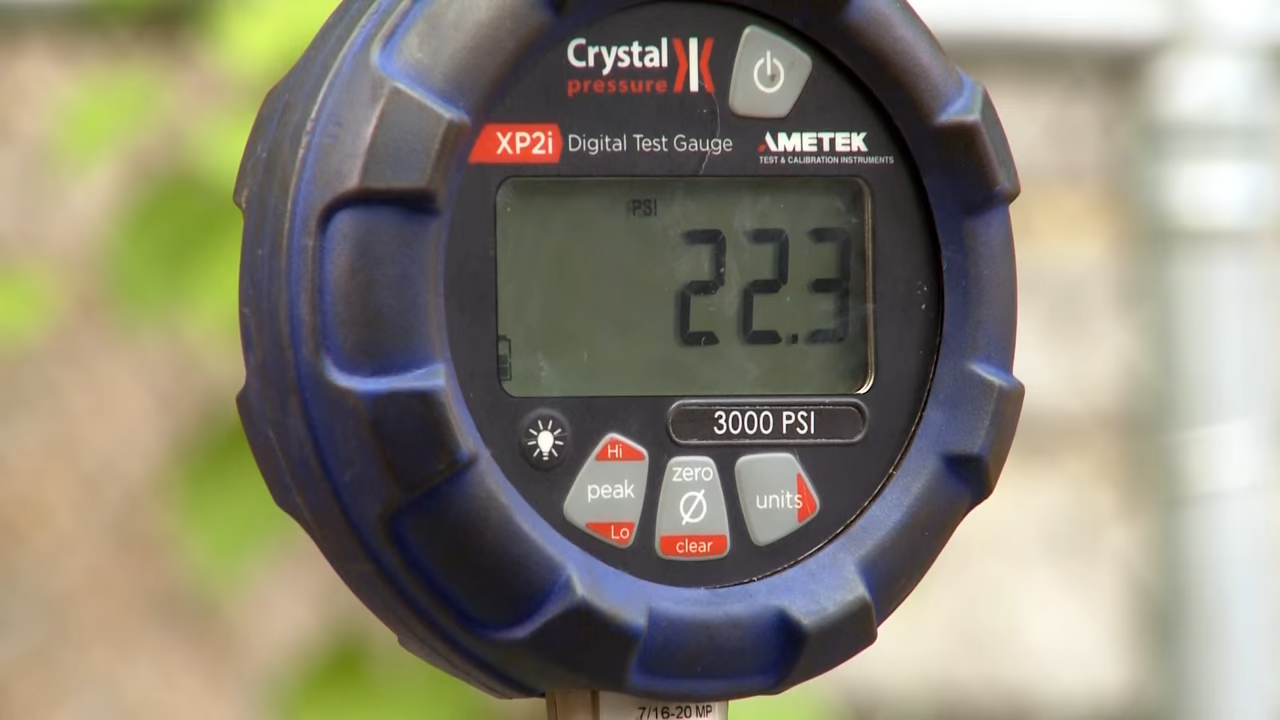 Crystal
pressure
XP2i Digital Test Gauge
AMETEK
TEST & CALIBRATION INSTRUMENTS
PSI
22.3
3000 PSI
Hi
peak
Lo
zero
Ø
clear
units
7/16-20 MP